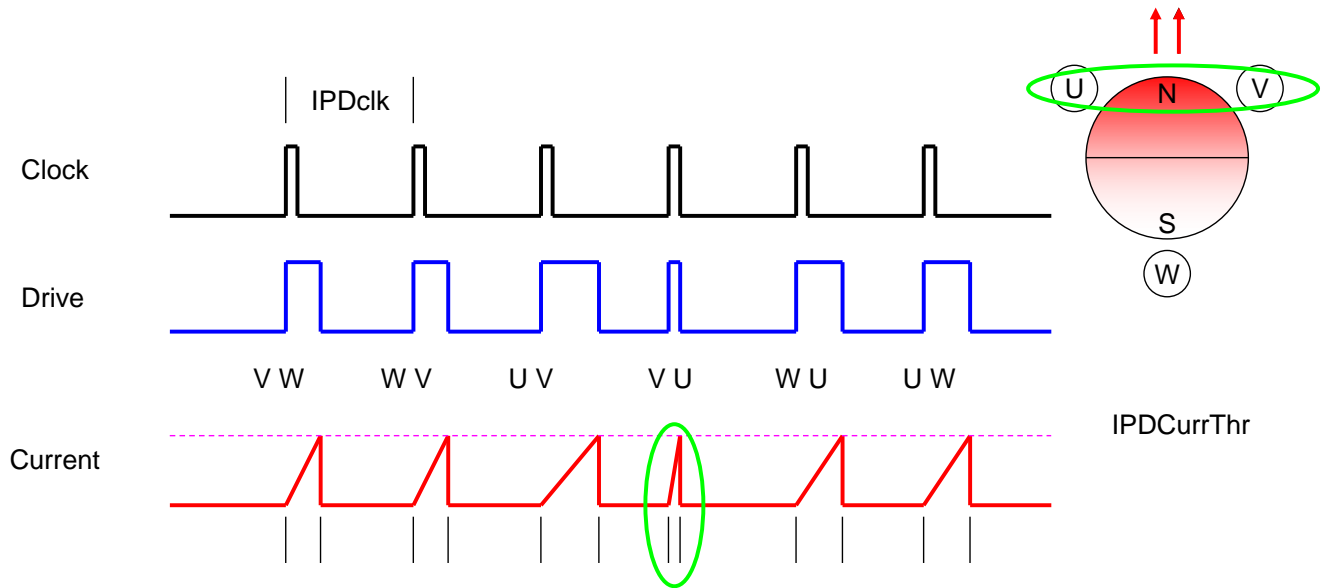 IPDclk
U
N
V
Clock
S
W
Drive
V W W V U V V U W U U W
IPDCurrThr
Current